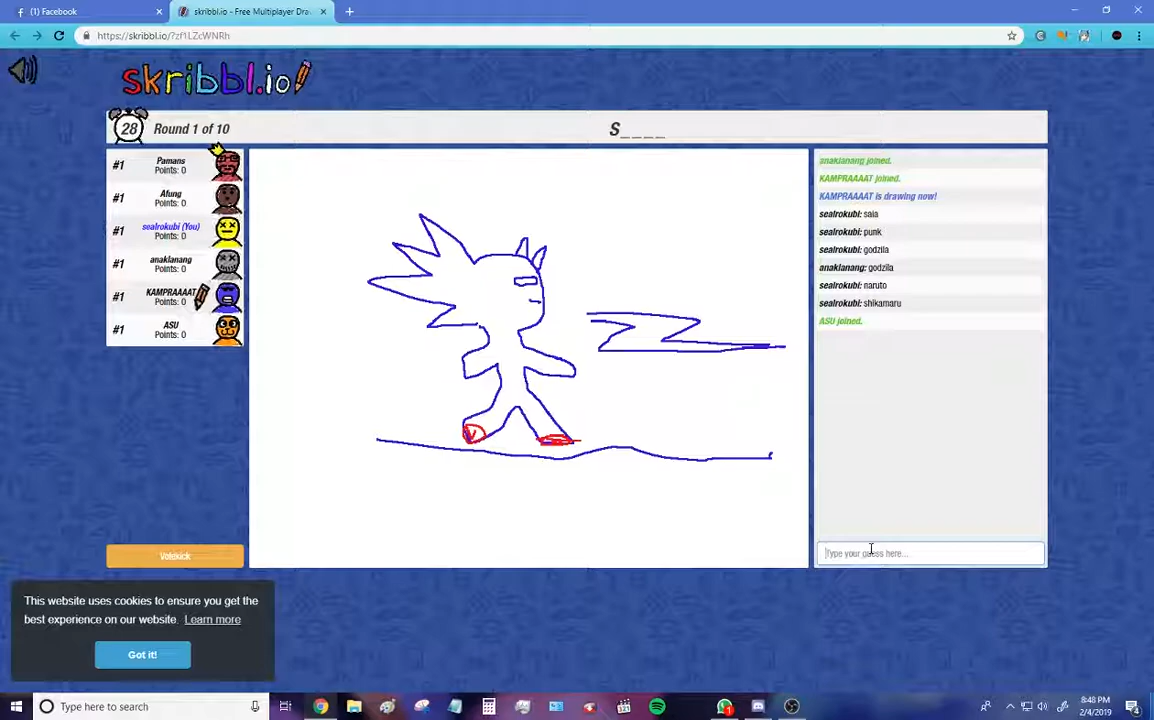 (1) Facebook
skribbl.io - Free Multiplayer Dra
https://skribbl.io/?zf1LZcWNRh
skribbl.io
28
Round 1 of 10
S____
#1 Pamans
Points: 0
#1 Afung
Points: 0
#1 sealrokubi (You)
Points: 0
#1 anaklanang
Points: 0
#1 KAMPRAAAAT
Points: 0
#1 ASU
Points: 0
Votekick
anaklanang joined.
KAMPRAAAAT joined.
KAMPRAAAAT is drawing now!
sealrokubi: saia
sealrokubi: punk
sealrokubi: godzila
anaklanang: godzila
sealrokubi: naruto
sealrokubi: shikamaru
ASU joined.
Type your guess here...
This website uses cookies to ensure you get the
best experience on our website. Learn more
Got it!
Type here to search
8:48 PM
2/4/2019